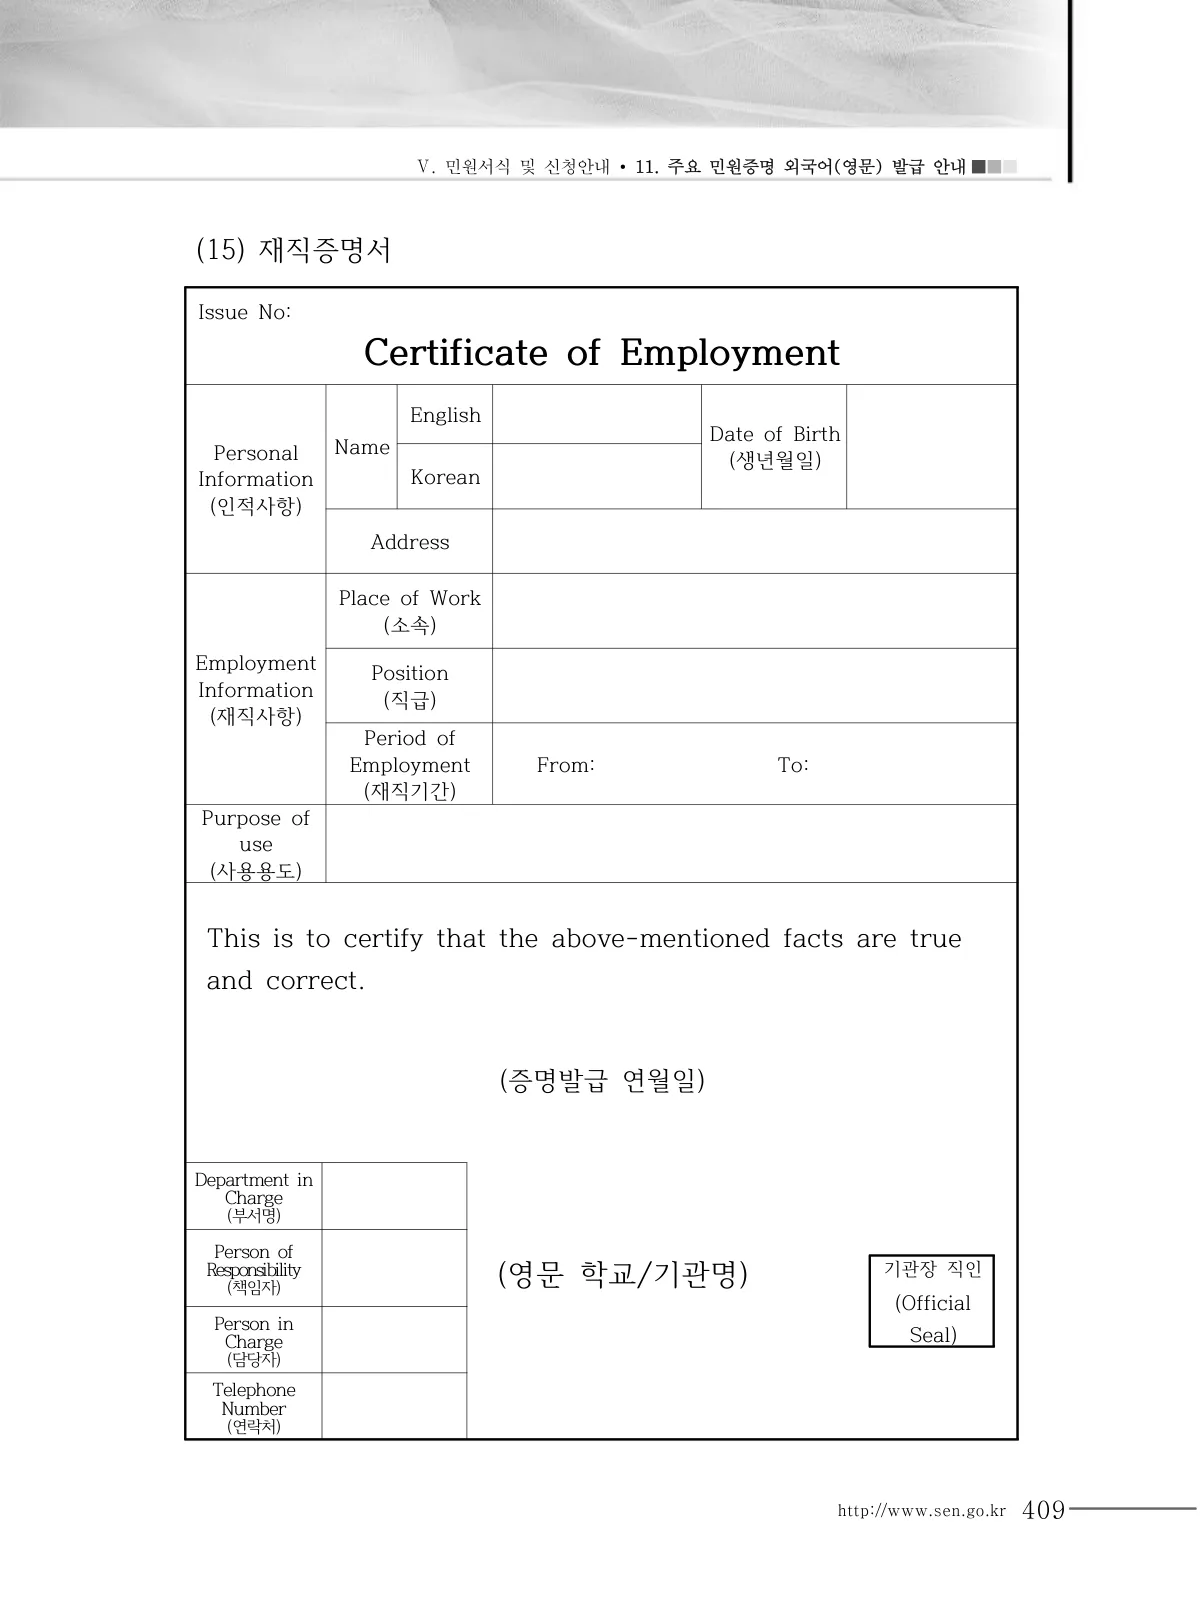 V. 민원서식 및 신청안내 • 11. 주요 민원증명 외국어(영문) 발급 안내
(15) 재직증명서
Issue No:
Certificate of Employment
Personal
Information
(인적사항)
Name
English
Korean
Date of Birth
(생년월일)
Address
Employment
Information
(재직사항)
Place of Work
(소속)
Position
(직급)
Period of
Employment
(재직기간)
From: To:
Purpose of
use
(사용용도)
This is to certify that the above-mentioned facts are true
and correct.
(증명발급 연월일)
Department in
Charge
(부서명)
Person of
Responsibility
(책임자)
Person in
Charge
(담당자)
Telephone
Number
(연락처)
(영문 학교/기관명)
기관장 직인
(Official
Seal)
http://www.sen.go.kr 409